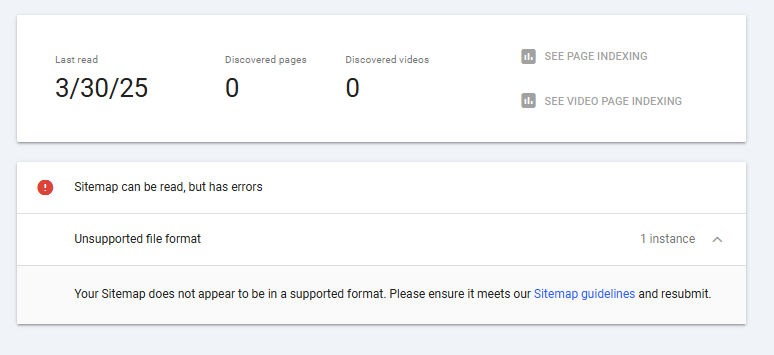 Last read
Discovered pages
Discovered videos
3/30/25
0
0
SEE PAGE INDEXING
SEE VIDEO PAGE INDEXING
Sitemap can be read, but has errors
Unsupported file format
1 instance
Your Sitemap does not appear to be in a supported format. Please ensure it meets our Sitemap guidelines and resubmit.